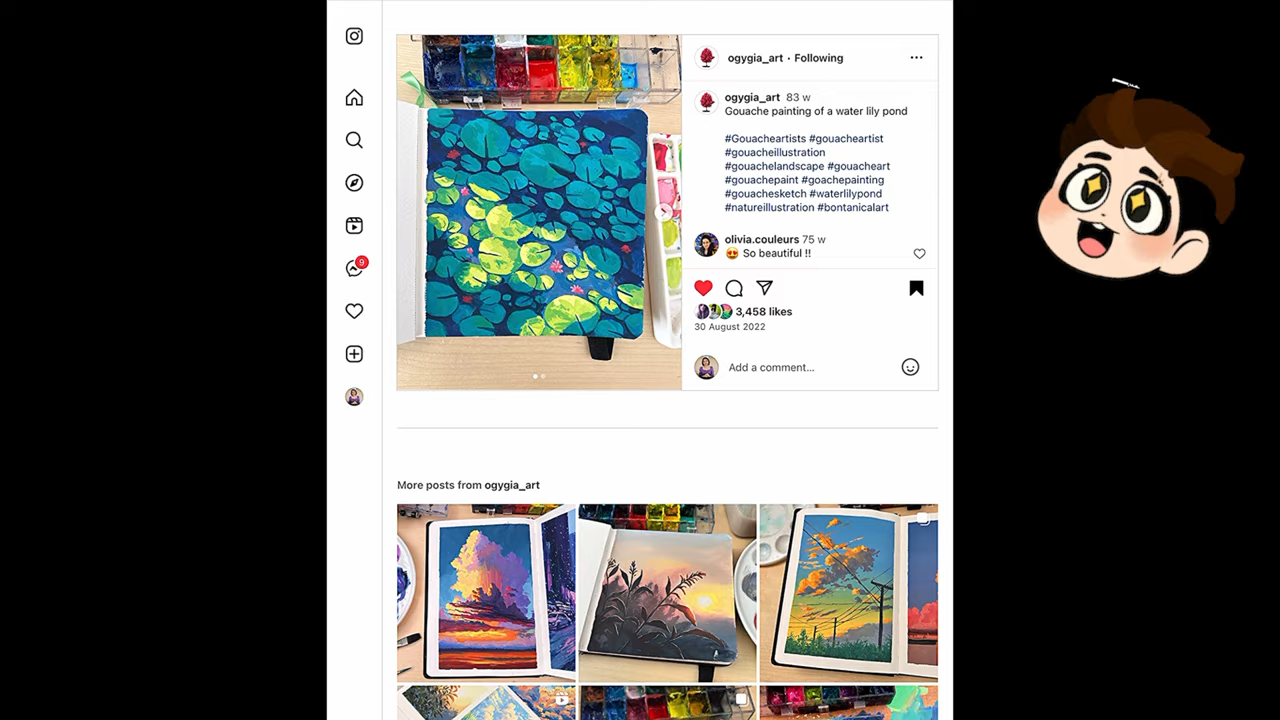 ogygia_art • Following
ogygia_art 83 w
Gouache painting of a water lily pond
#Gouacheartists #gouacheartist
#gouacheillustration
#gouachelandscape #gouacheart
#gouachepaint #goachepainting
#gouachesketch #waterlilypond
#natureillustration #bontanicalart
olivia.couleurs 75 w
😍 So beautiful !!
3,458 likes
30 August 2022
Add a comment...
9
More posts from ogygia_art